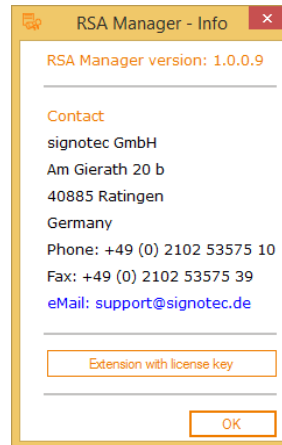 RSA Manager - Info
RSA Manager version: 1.0.0.9
Contact
signotec GmbH
Am Gierath 20 b
40885 Ratingen
Germany
Phone: +49 (0) 2102 53575 10
Fax: +49 (0) 2102 53575 39
eMail: support@signotec.de
Extension with license key
OK